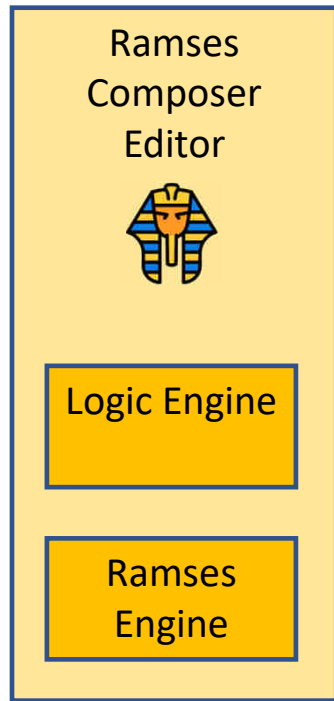 Ramses
Composer
Editor
Logic Engine
Ramses
Engine